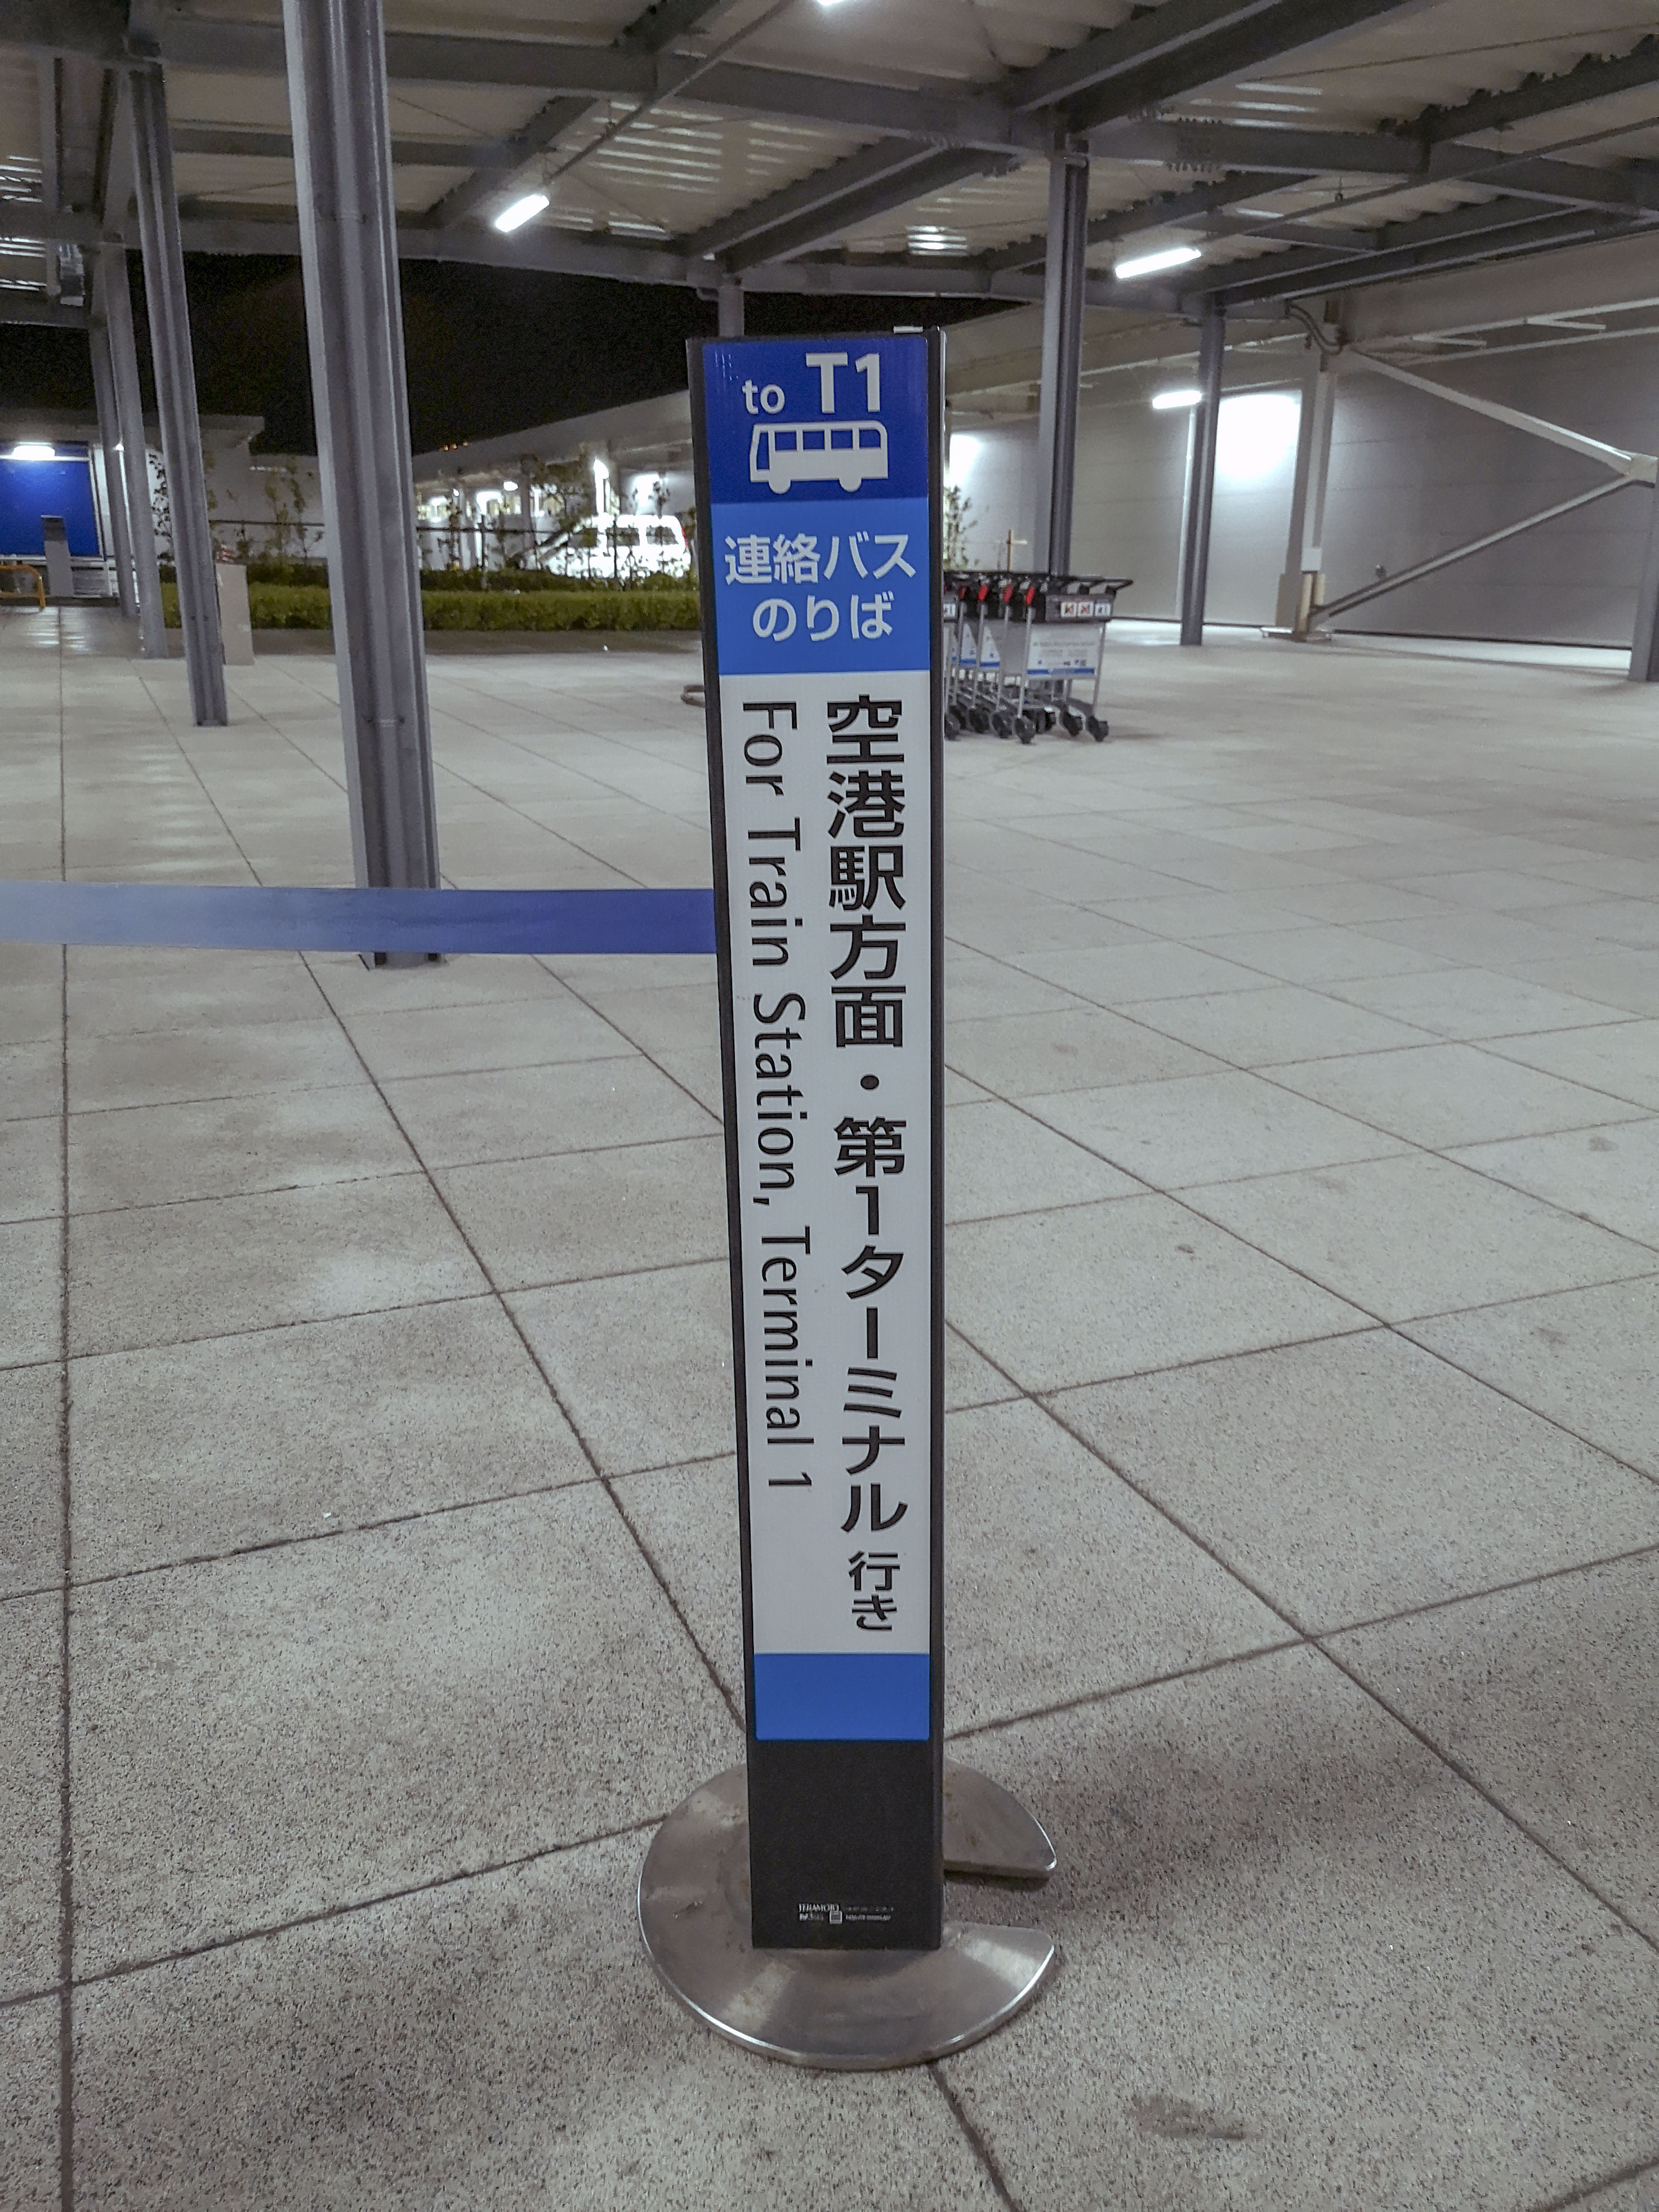 to T1
連絡バス
のりば
空港駅方面・第1ターミナル 行き
For Train Station, Terminal 1
TERAMOTO